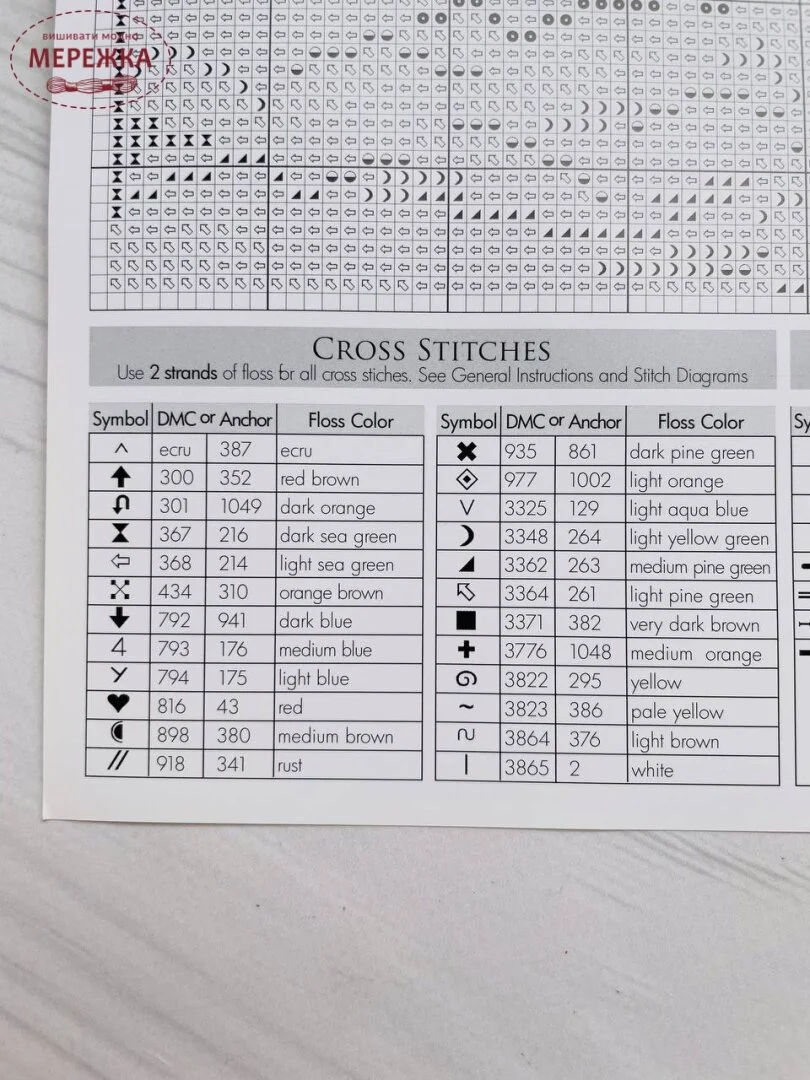 вишивати модно
МЕРЕЖКА
CROSS STITCHES
Use 2 strands of floss for all cross stiches. See General Instructions and Stitch Diagrams
Symbol DMC or Anchor Floss Color
ecru 387 ecru
300 352 red brown
301 1049 dark orange
367 216 dark sea green
368 214 light sea green
434 310 orange brown
792 941 dark blue
793 176 medium blue
794 175 light blue
816 43 red
898 380 medium brown
918 341 rust
Symbol DMC or Anchor Floss Color
935 861 dark pine green
977 1002 light orange
3325 129 light aqua blue
3348 264 light yellow green
3362 263 medium pine green
3364 261 light pine green
3371 382 very dark brown
3776 1048 medium orange
3822 295 yellow
3823 386 pale yellow
3864 376 light brown
3865 2 white
Sy